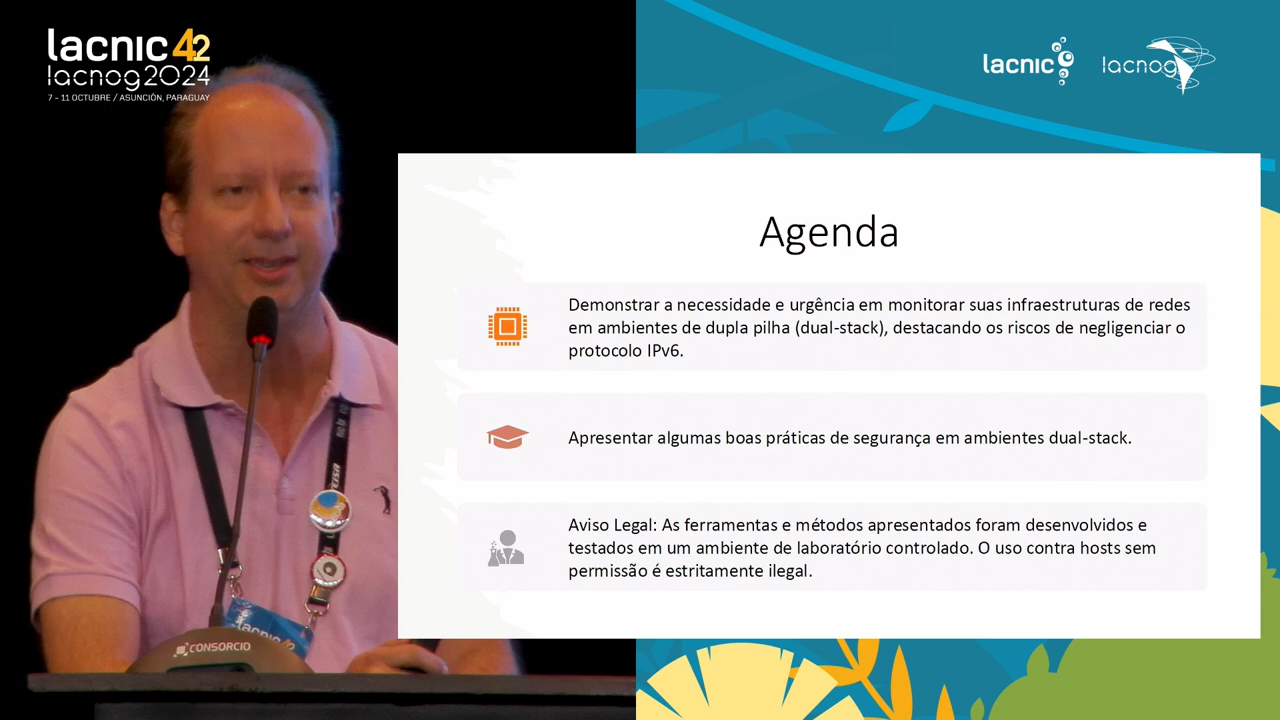 lacnic 42
lacnog2024
7 - 11 OCTUBRE / ASUNCIÓN, PARAGUAY
lacnic
lacnog
Agenda
Demonstrar a necessidade e urgência em monitorar suas infraestruturas de redes
em ambientes de dupla pilha (dual-stack), destacando os riscos de negligenciar o
protocolo IPv6.
Apresentar algumas boas práticas de segurança em ambientes dual-stack.
Aviso Legal: As ferramentas e métodos apresentados foram desenvolvidos e
testados em um ambiente de laboratório controlado. O uso contra hosts sem
permissão é estritamente ilegal.
lacnic42
CONSORCIO